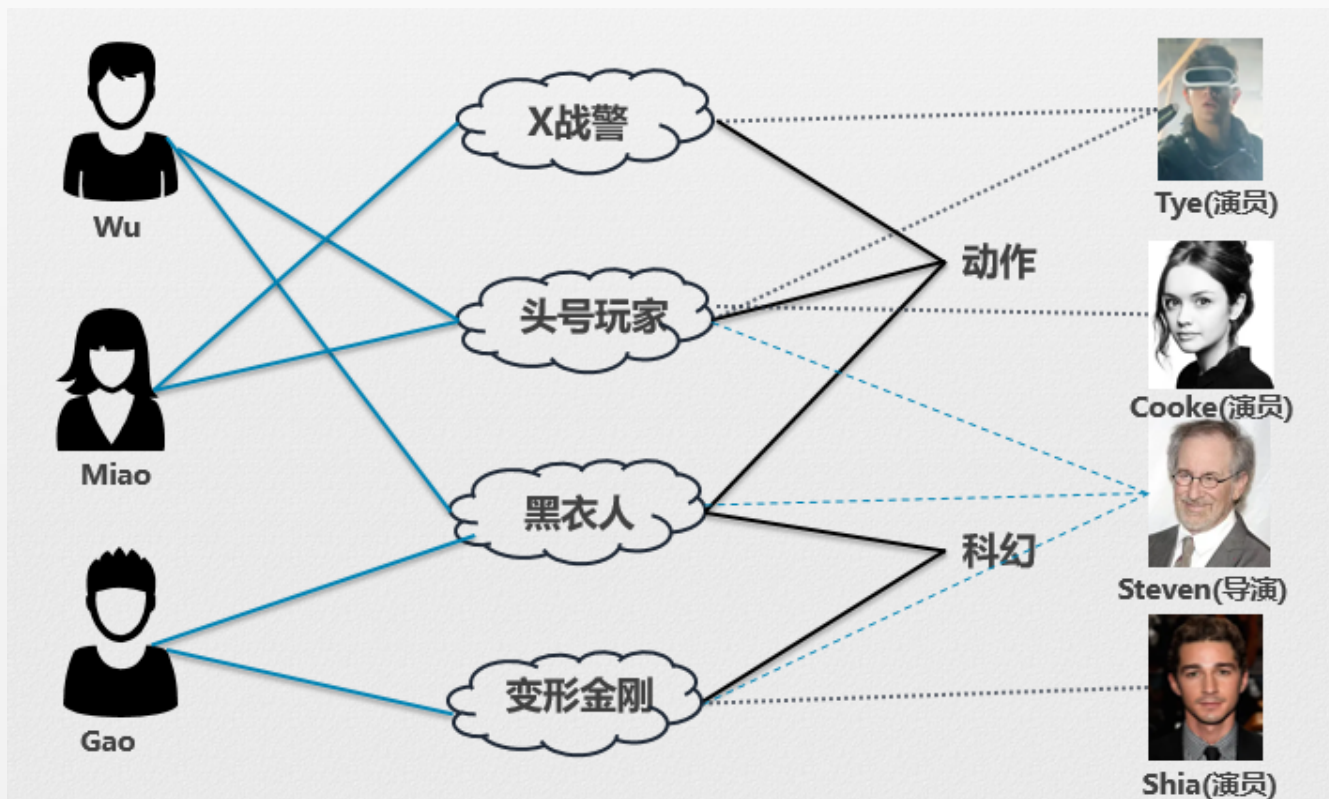 Wu
Miao
Gao
X战警
头号玩家
黑衣人
变形金刚
动作
科幻
Tye(演员)
Cooke(演员)
Steven(导演)
Shia(演员)